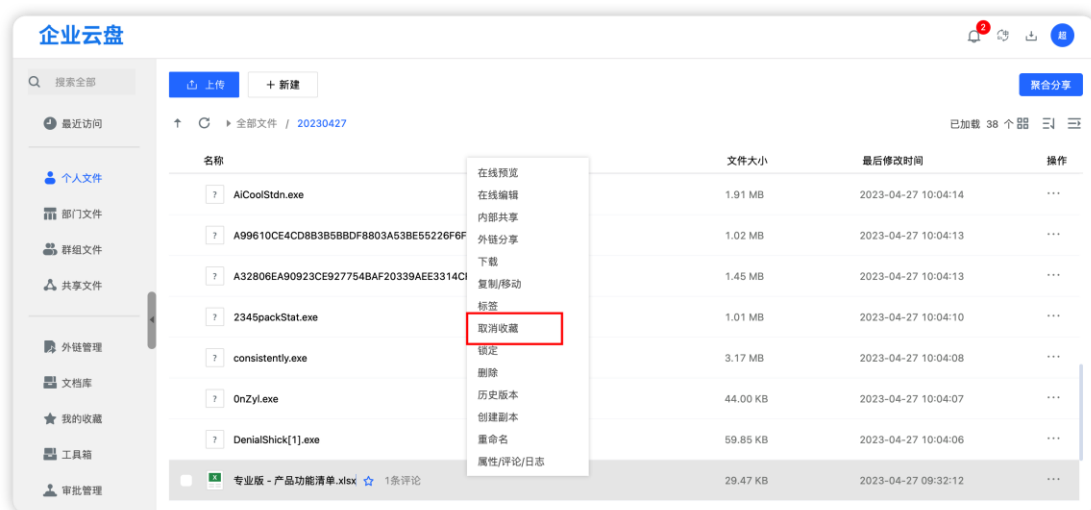 企业云盘
2
超
搜索全部
上传
+ 新建
聚合分享
最近访问
全部文件 / 20230427
已加载 38 个
名称
文件大小
最后修改时间
操作
个人文件
部门文件
群组文件
共享文件
外链管理
文档库
我的收藏
工具箱
审批管理
? AiCoolStdn.exe
1.91 MB
2023-04-27 10:04:14
...
? A99610CE4CD8B3B5BBDF8803A53BE55226F6F
1.02 MB
2023-04-27 10:04:13
...
? A32806EA90923CE927754BAF20339AEE3314C
1.45 MB
2023-04-27 10:04:13
...
? 2345packStat.exe
1.01 MB
2023-04-27 10:04:10
...
? consistently.exe
3.17 MB
2023-04-27 10:04:08
...
? 0nZyl.exe
44.00 KB
2023-04-27 10:04:07
...
? DenialShick[1].exe
59.85 KB
2023-04-27 10:04:06
...
X 专业版 - 产品功能清单.xlsx 1条评论
29.47 KB
2023-04-27 09:32:12
...
在线预览
在线编辑
内部共享
外链分享
下载
复制/移动
标签
取消收藏
锁定
删除
历史版本
创建副本
重命名
属性/评论/日志